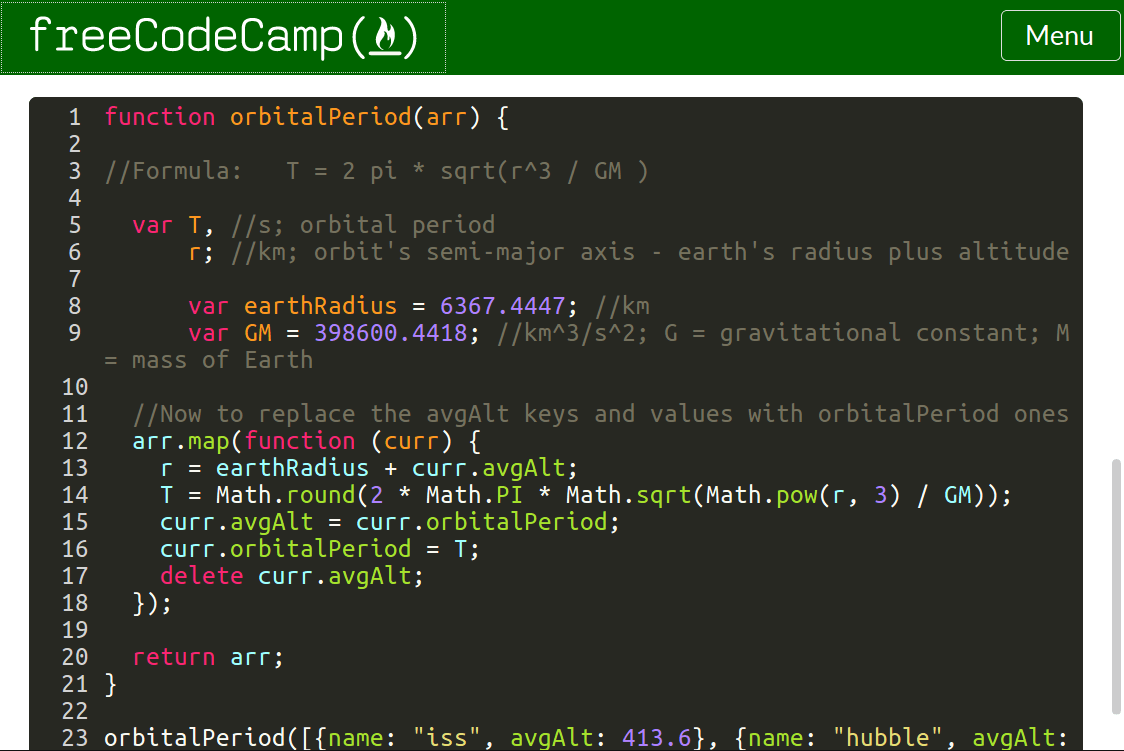 freeCodeCamp(🔥)
Menu
1 function orbitalPeriod(arr) {
2
3 //Formula:   T = 2 pi * sqrt(r^3 / GM )
4
5   var T, //s; orbital period
6       r; //km; orbit's semi-major axis - earth's radius plus altitude
7
8       var earthRadius = 6367.4447; //km
9       var GM = 398600.4418; //km^3/s^2; G = gravitational constant; M
= mass of Earth
10
11   //Now to replace the avgAlt keys and values with orbitalPeriod ones
12   arr.map(function (curr) {
13     r = earthRadius + curr.avgAlt;
14     T = Math.round(2 * Math.PI * Math.sqrt(Math.pow(r, 3) / GM));
15     curr.avgAlt = curr.orbitalPeriod;
16     curr.orbitalPeriod = T;
17     delete curr.avgAlt;
18   });
19
20   return arr;
21 }
22
23 orbitalPeriod([{name: "iss", avgAlt: 413.6}, {name: "hubble", avgAlt: